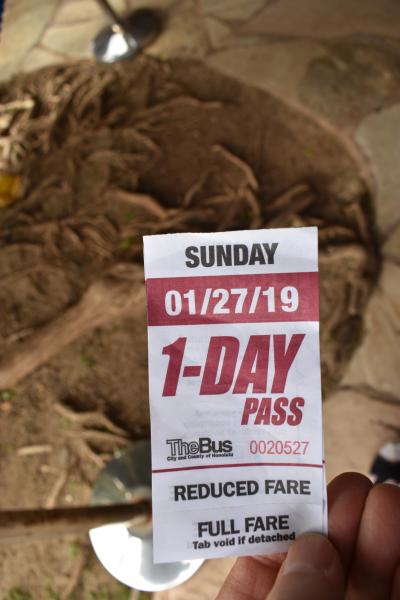 SUNDAY
01/27/19
1-DAY
PASS
TheBus 0020527
City and County of Honolulu
REDUCED FARE
FULL FARE
Tab void if detached